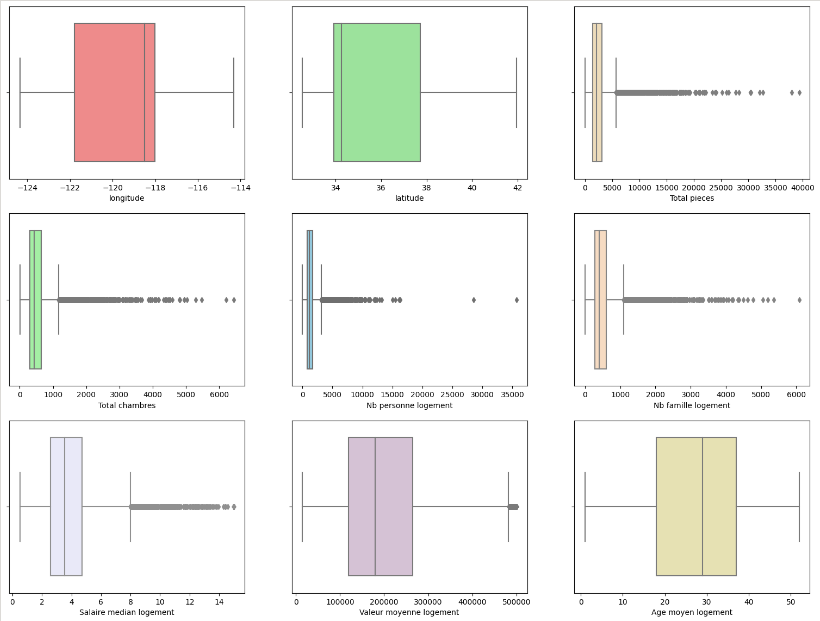 −124 −122 −120 −118 −116 −114
longitude
34 36 38 40 42
latitude
0 5000 10000 15000 20000 25000 30000 35000 40000
Total pieces
0 1000 2000 3000 4000 5000 6000
Total chambres
0 5000 10000 15000 20000 25000 30000 35000
Nb personne logement
0 1000 2000 3000 4000 5000 6000
Nb famille logement
0 2 4 6 8 10 12 14
Salaire median logement
0 100000 200000 300000 400000 500000
Valeur moyenne logement
0 10 20 30 40 50
Age moyen logement